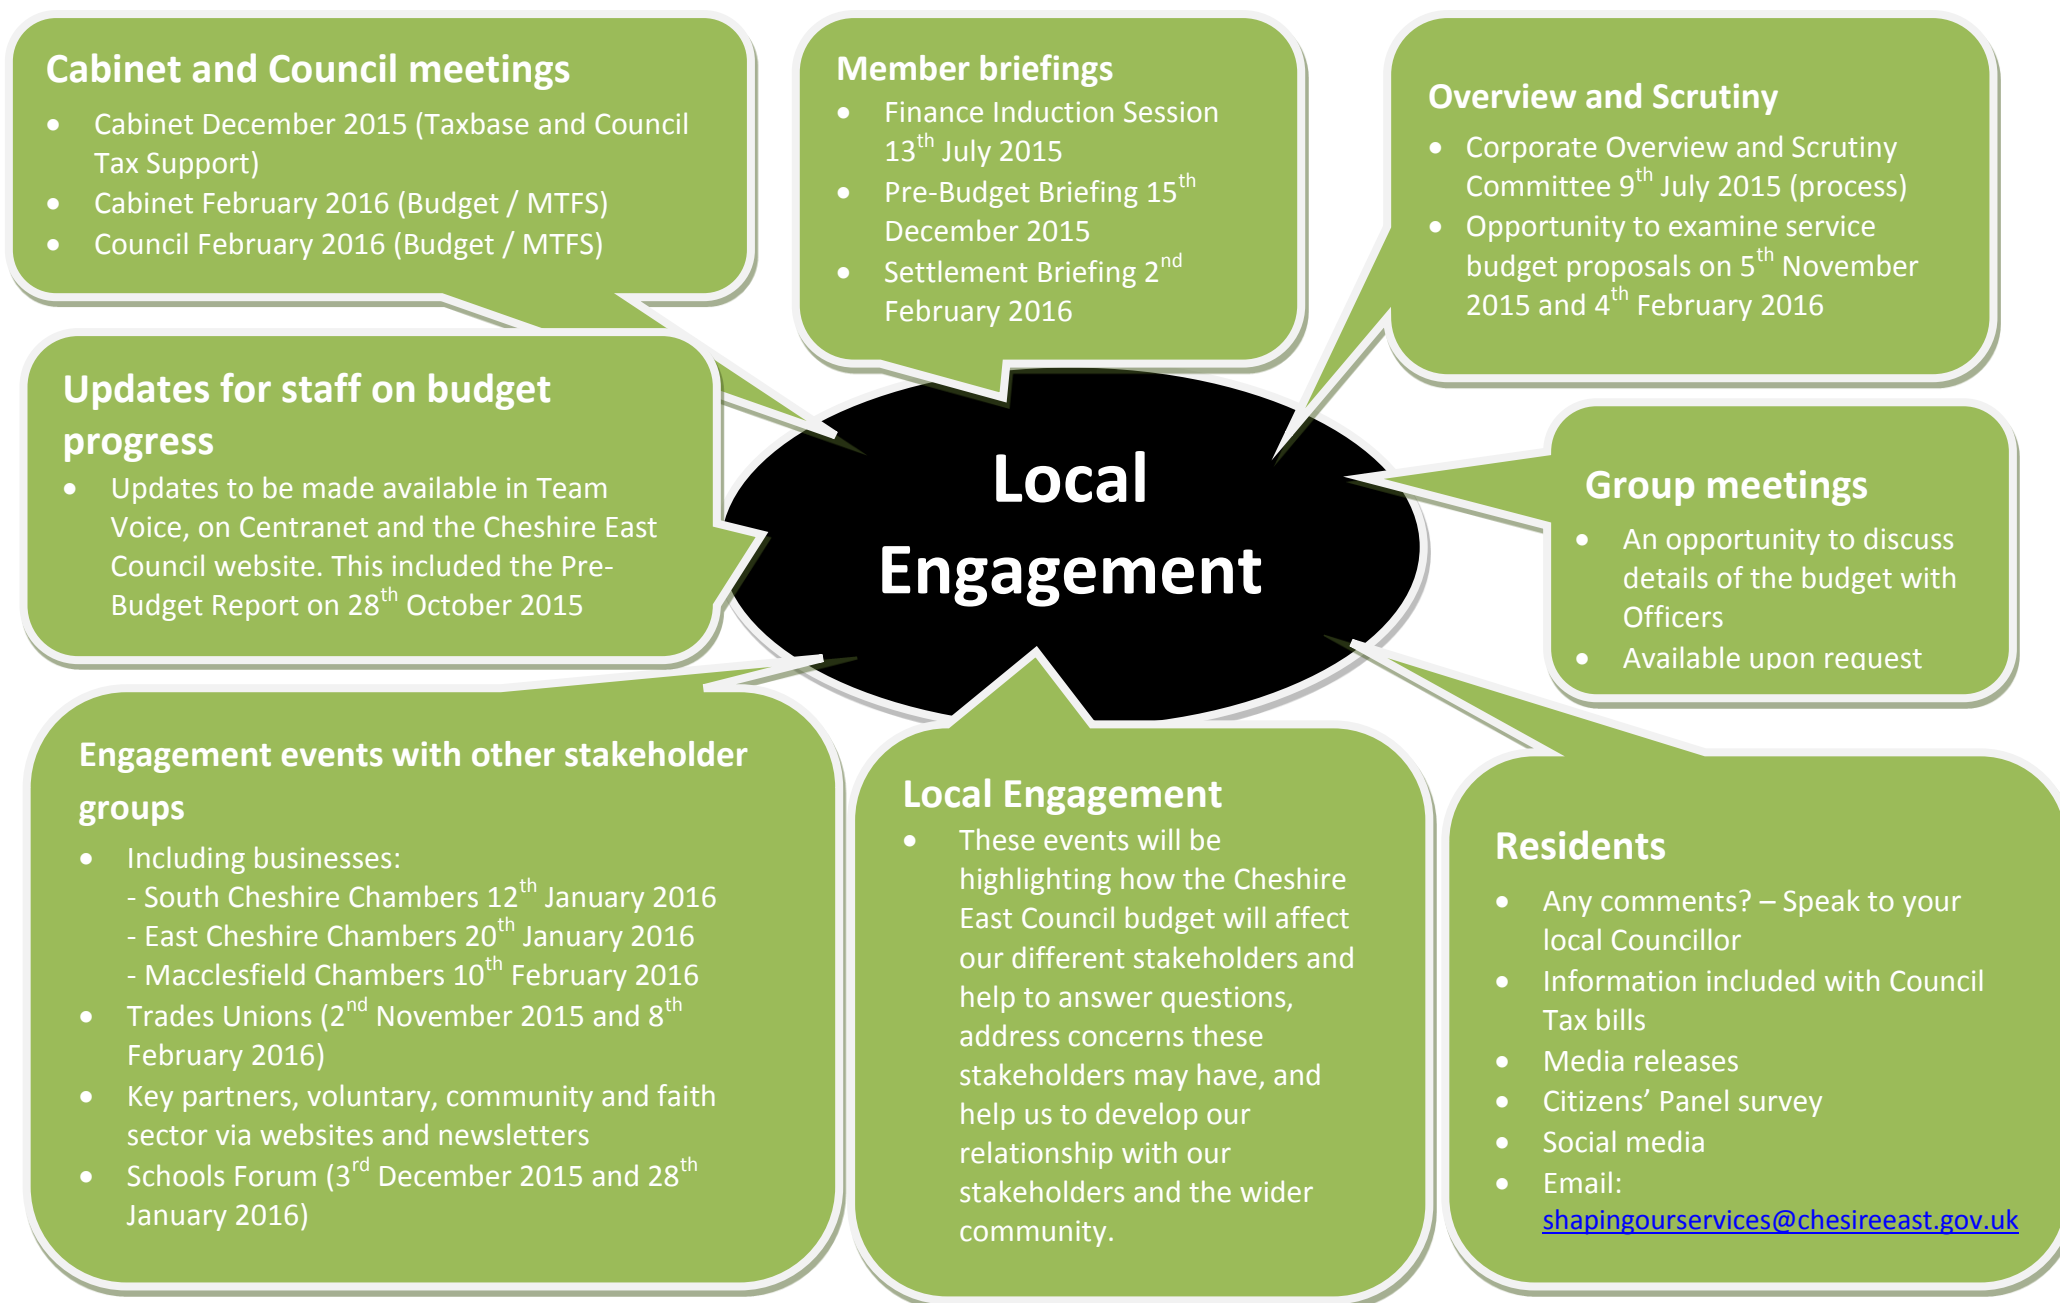 Cabinet and Council meetings
• Cabinet December 2015 (Taxbase and Council
Tax Support)
• Cabinet February 2016 (Budget / MTFS)
• Council February 2016 (Budget / MTFS)
Member briefings
• Finance Induction Session
13th July 2015
• Pre-Budget Briefing 15th
December 2015
• Settlement Briefing 2nd
February 2016
Overview and Scrutiny
• Corporate Overview and Scrutiny
Committee 9th July 2015 (process)
• Opportunity to examine service
budget proposals on 5th November
2015 and 4th February 2016
Updates for staff on budget
progress
• Updates to be made available in Team
Voice, on Centranet and the Cheshire East
Council website. This included the Pre-
Budget Report on 28th October 2015
Local
Engagement
Group meetings
• An opportunity to discuss
details of the budget with
Officers
• Available upon request
Engagement events with other stakeholder
groups
• Including businesses:
- South Cheshire Chambers 12th January 2016
- East Cheshire Chambers 20th January 2016
- Macclesfield Chambers 10th February 2016
• Trades Unions (2nd November 2015 and 8th
February 2016)
• Key partners, voluntary, community and faith
sector via websites and newsletters
• Schools Forum (3rd December 2015 and 28th
January 2016)
Local Engagement
• These events will be
highlighting how the Cheshire
East Council budget will affect
our different stakeholders and
help to answer questions,
address concerns these
stakeholders may have, and
help us to develop our
relationship with our
stakeholders and the wider
community.
Residents
• Any comments? – Speak to your
local Councillor
• Information included with Council
Tax bills
• Media releases
• Citizens’ Panel survey
• Social media
• Email:
shapingourservices@chesireeast.gov.uk